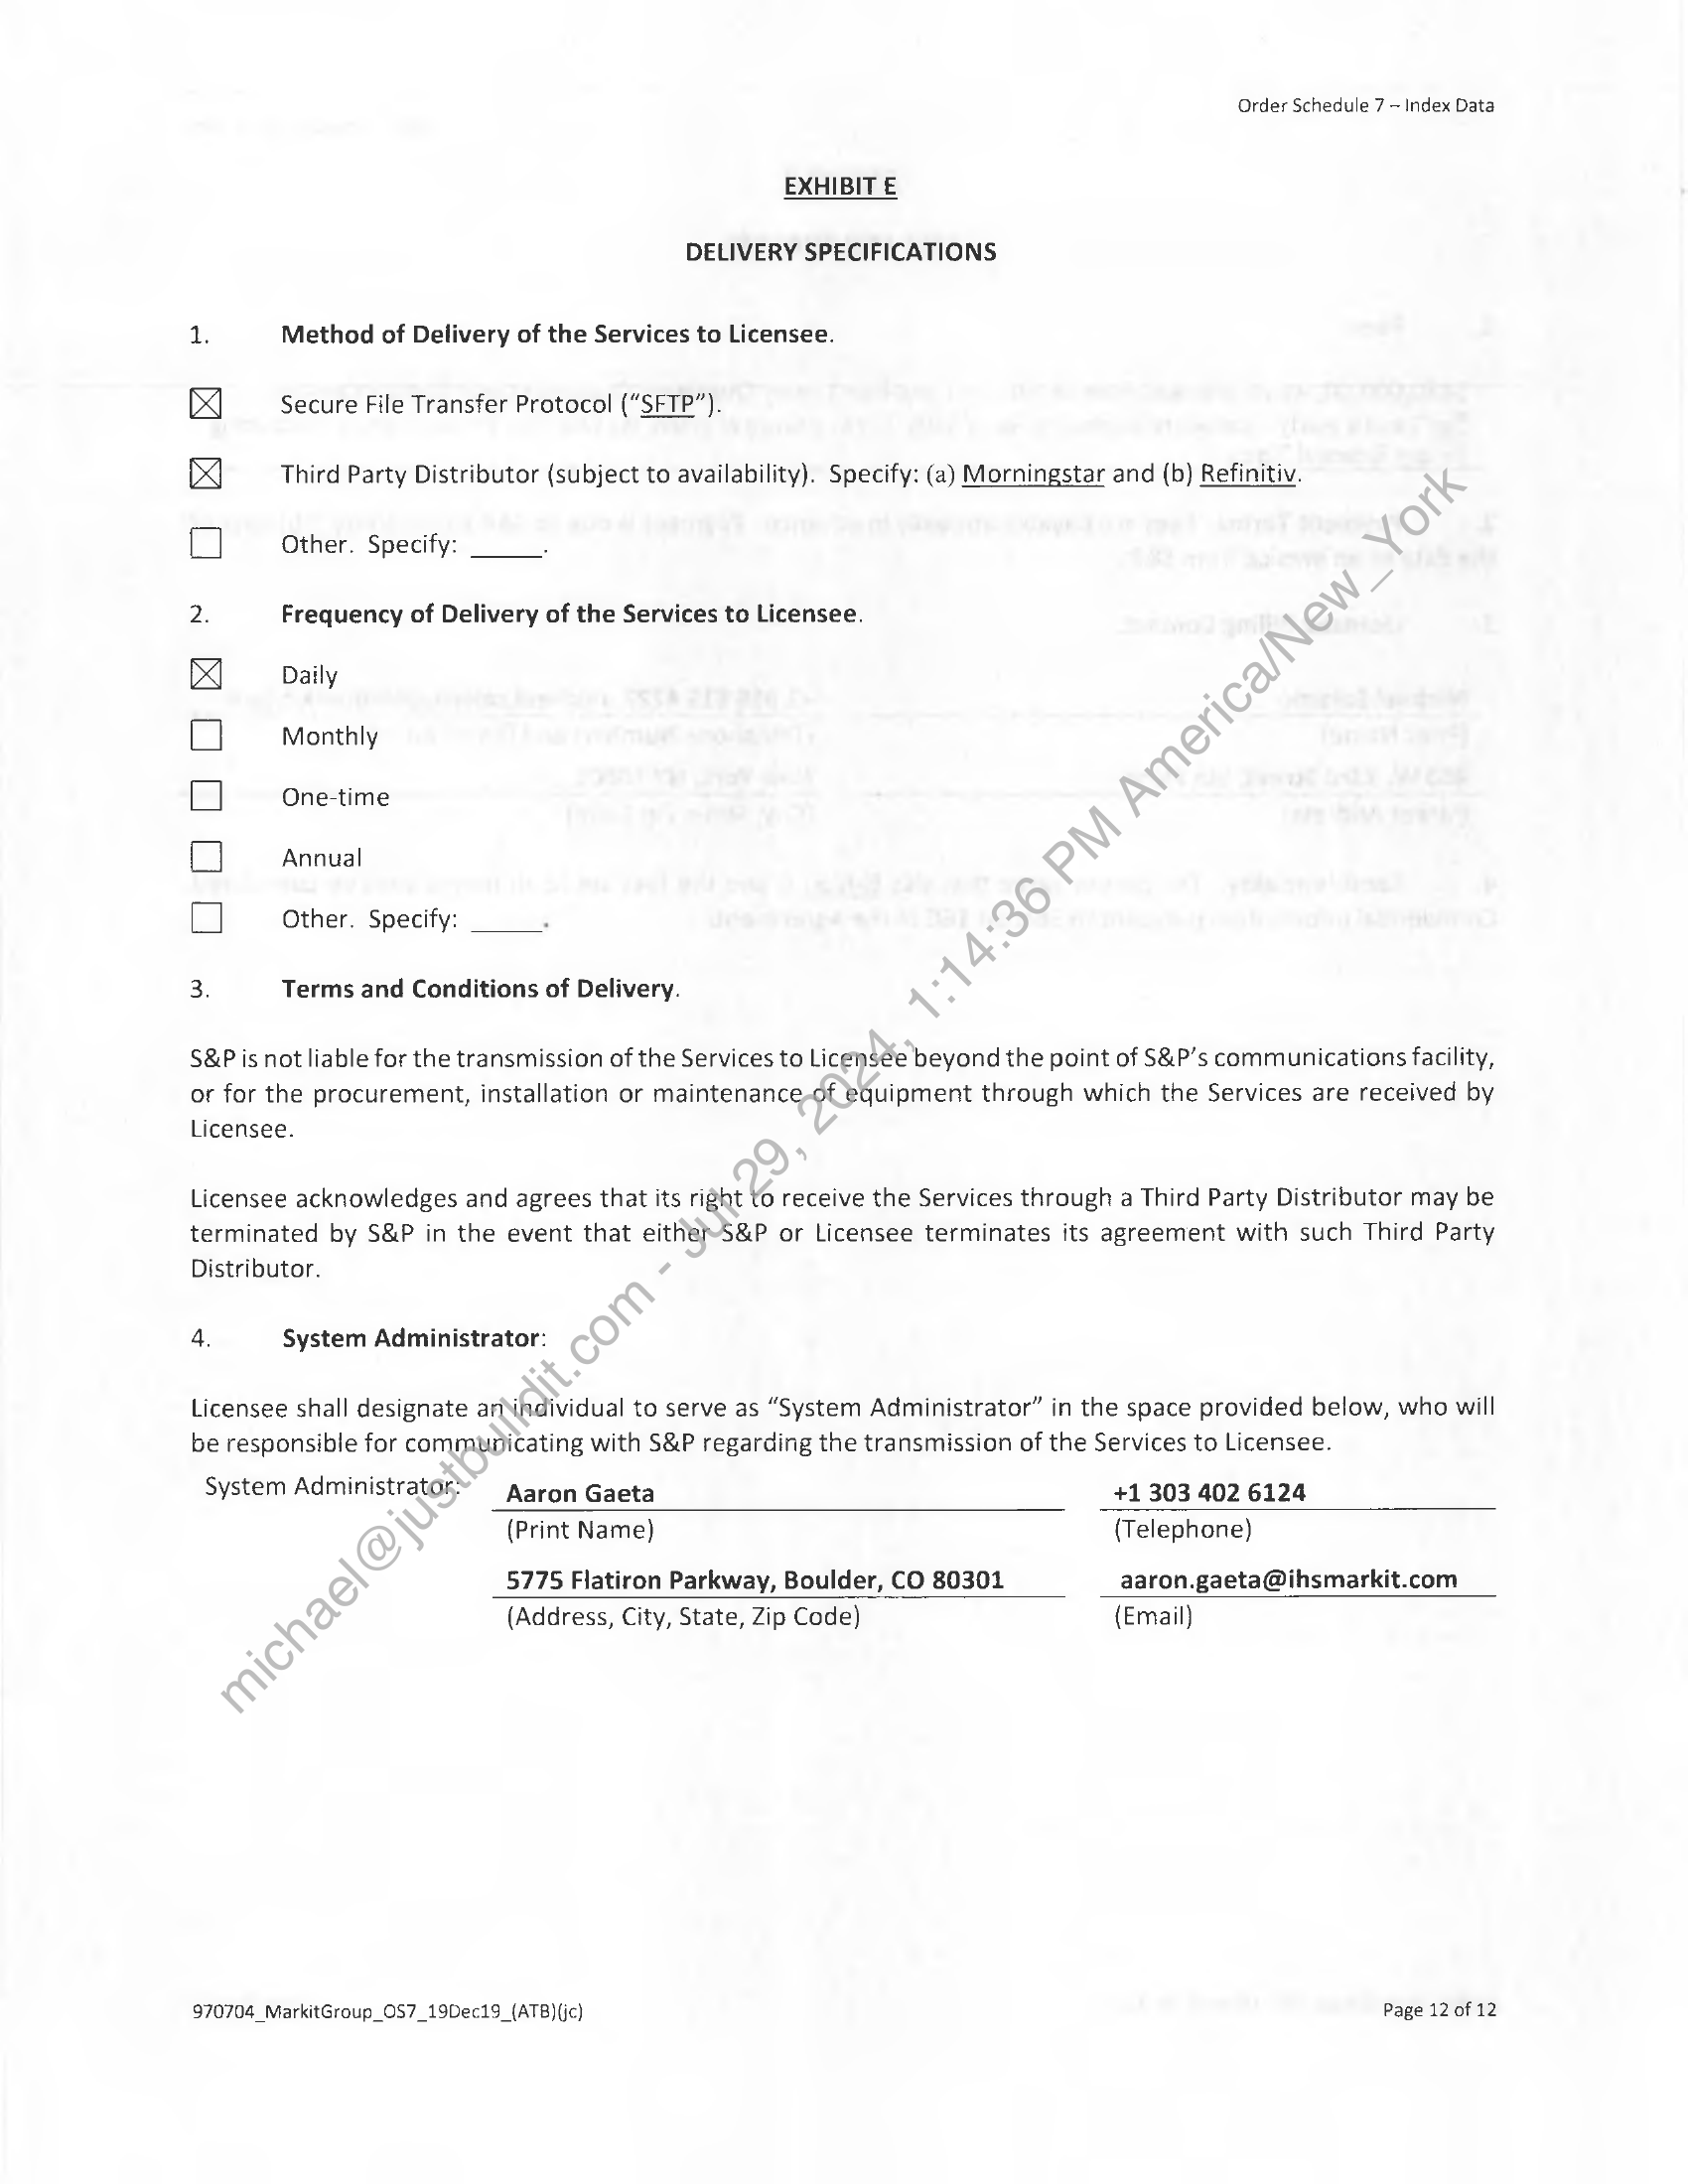 Order Schedule 7 – Index Data
EXHIBIT E
DELIVERY SPECIFICATIONS
1. Method of Delivery of the Services to Licensee.
☒ Secure File Transfer Protocol (“SFTP”).
☒ Third Party Distributor (subject to availability). Specify: (a) Morningstar and (b) Refinitiv.
☐ Other. Specify: _____.
2. Frequency of Delivery of the Services to Licensee.
☒ Daily
☐ Monthly
☐ One-time
☐ Annual
☐ Other. Specify: _____.
3. Terms and Conditions of Delivery.
S&P is not liable for the transmission of the Services to Licensee beyond the point of S&P’s communications facility,
or for the procurement, installation or maintenance of equipment through which the Services are received by
Licensee.
Licensee acknowledges and agrees that its right to receive the Services through a Third Party Distributor may be
terminated by S&P in the event that either S&P or Licensee terminates its agreement with such Third Party
Distributor.
4. System Administrator:
Licensee shall designate an individual to serve as “System Administrator” in the space provided below, who will
be responsible for communicating with S&P regarding the transmission of the Services to Licensee.
System Administrator: Aaron Gaeta +1 303 402 6124
(Print Name) (Telephone)
5775 Flatiron Parkway, Boulder, CO 80301 aaron.gaeta@ihsmarkit.com
(Address, City, State, Zip Code) (Email)
michael@justbuildit.com - Jul 29, 2024, 1:14:36 PM America/New_York
970704_MarkitGroup_OS7_19Dec19_(ATB)(jc) Page 12 of 12